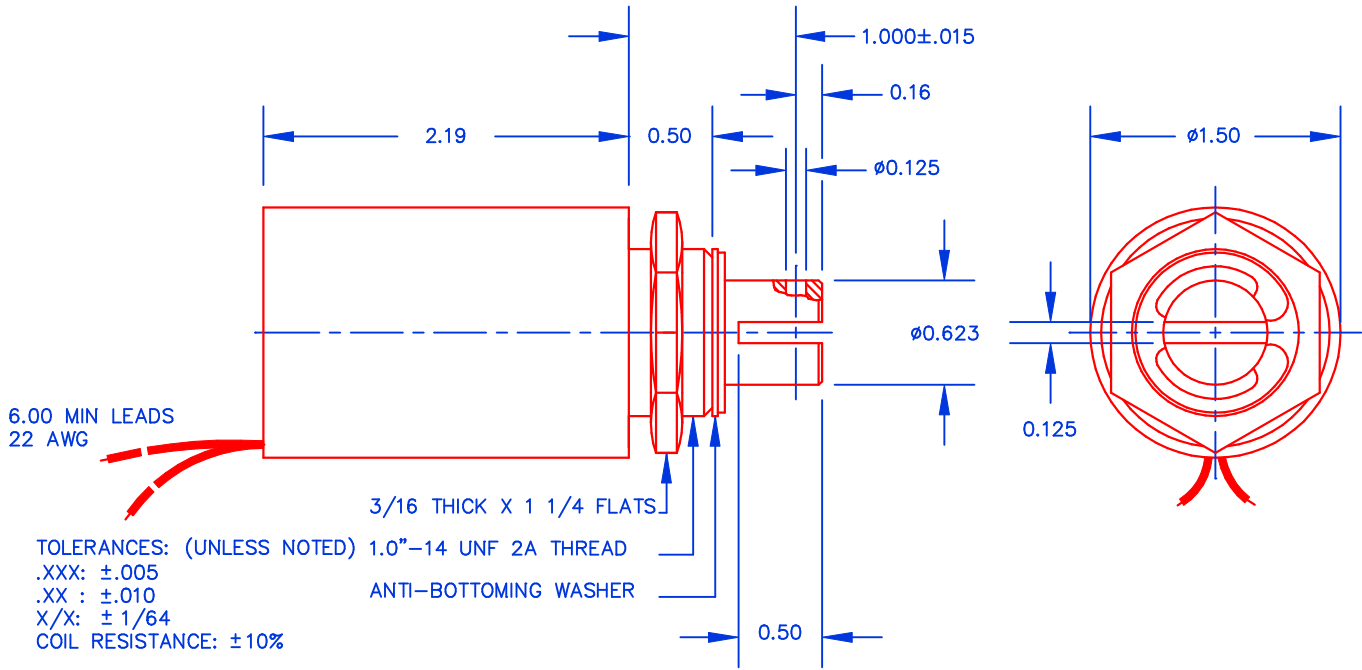 1.000±.015
0.16
2.19
0.50
ø1.50
ø0.125
ø0.623
0.125
6.00 MIN LEADS
22 AWG
3/16 THICK X 1 1/4 FLATS
TOLERANCES: (UNLESS NOTED)
1.0"-14 UNF 2A THREAD
.XXX: ±.005
.XX : ±.010
ANTI-BOTTOMING WASHER
X/X: ± 1/64
COIL RESISTANCE: ±10%
0.50